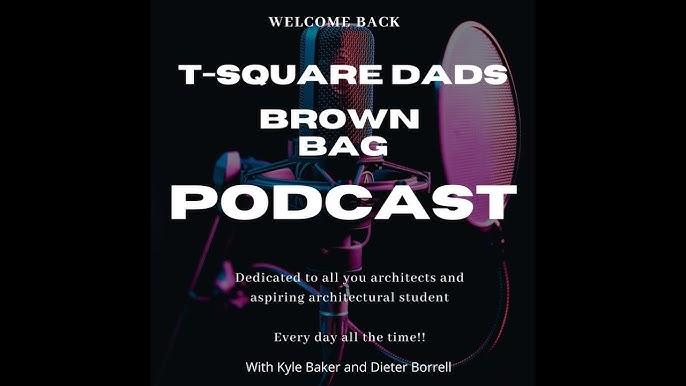 WELCOME BACK
T-SQUARE DADS
BROWN
BAG
PODCAST
Dedicated to all you architects and
aspiring architectural student
Every day all the time!!
With Kyle Baker and Dieter Borrell